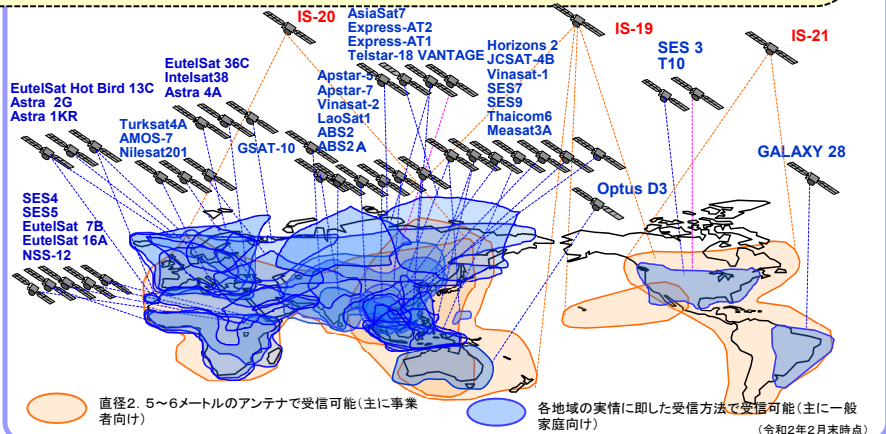 IS-20
AsiaSat7
Express-AT2
Express-AT1
Telstar-18 VANTAGE
IS-19
IS-21
EutelSat 36C
Intelsat38
Astra 4A
Horizons 2
JCSAT-4B
Vinasat-1
SES7
SES9
Thaicom6
Measat3A
SES 3
T10
EutelSat Hot Bird 13C
Astra 2G
Astra 1KR
Apstar-5
Apstar-7
Vinasat-2
LaoSat1
ABS2
ABS2A
Turksat4A
AMOS-7
Nilesat201
GSAT-10
GALAXY 28
Optus D3
SES4
SES5
EutelSat 7B
EutelSat 16A
NSS-12
直径2．5～6メートルのアンテナで受信可能(主に事業
者向け)
各地域の実情に即した受信方法で受信可能(主に一般
家庭向け)
(令和2年2月末時点)